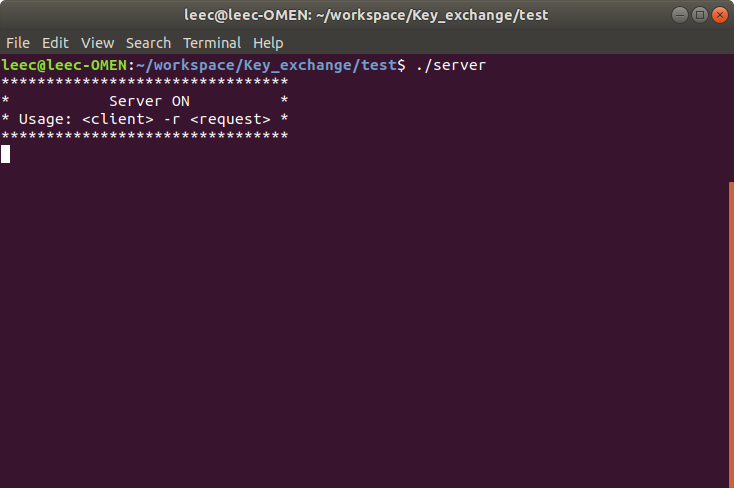 leec@leec-OMEN: ~/workspace/Key_exchange/test
File Edit View Search Terminal Help
leec@leec-OMEN:~/workspace/Key_exchange/test$ ./server
********************************
*           Server ON          *
* Usage: <client> -r <request> *
********************************